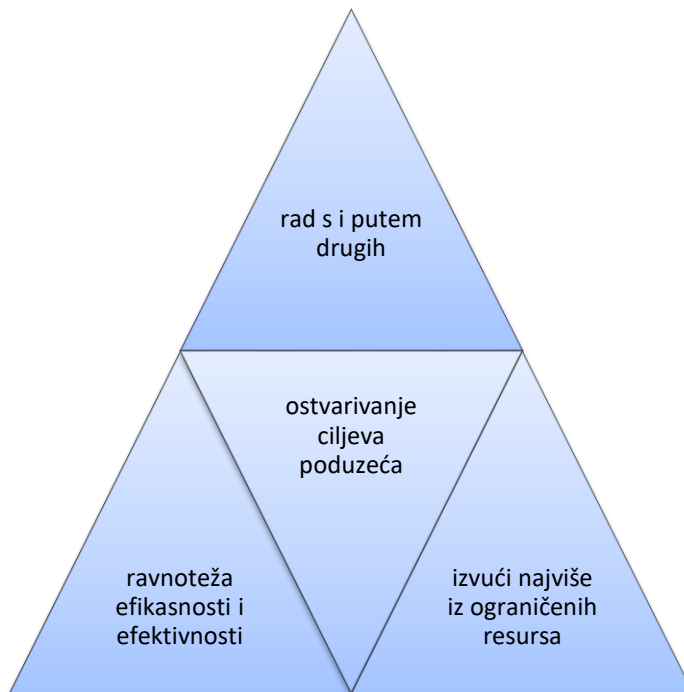 rad s i putem
drugih
ostvarivanje
ciljeva
poduzeća
ravnoteža
efikasnosti i
efektivnosti
izvući najviše
iz ograničenih
resursa